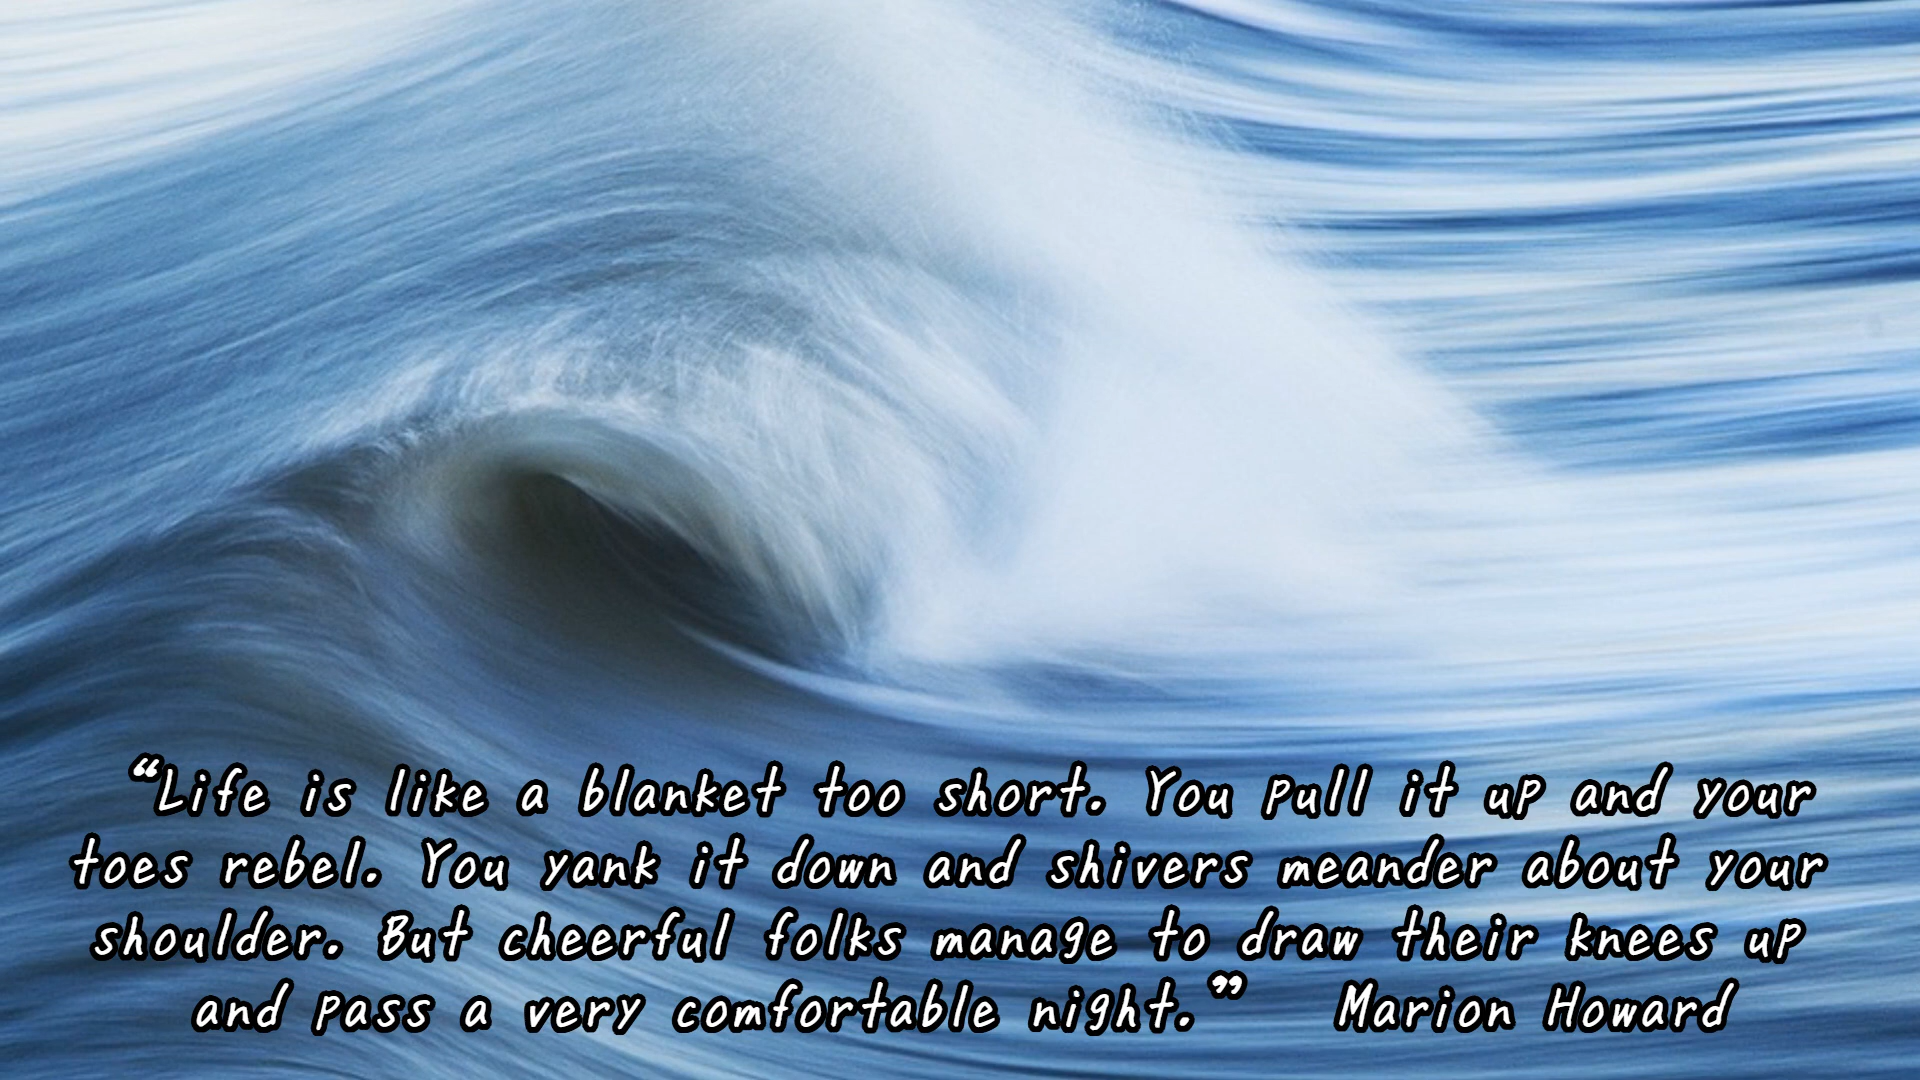 “Life is like a blanket too short. You pull it up and your
toes rebel. You yank it down and shivers meander about your
shoulder. But cheerful folks manage to draw their knees up
and pass a very comfortable night.” Marion Howard